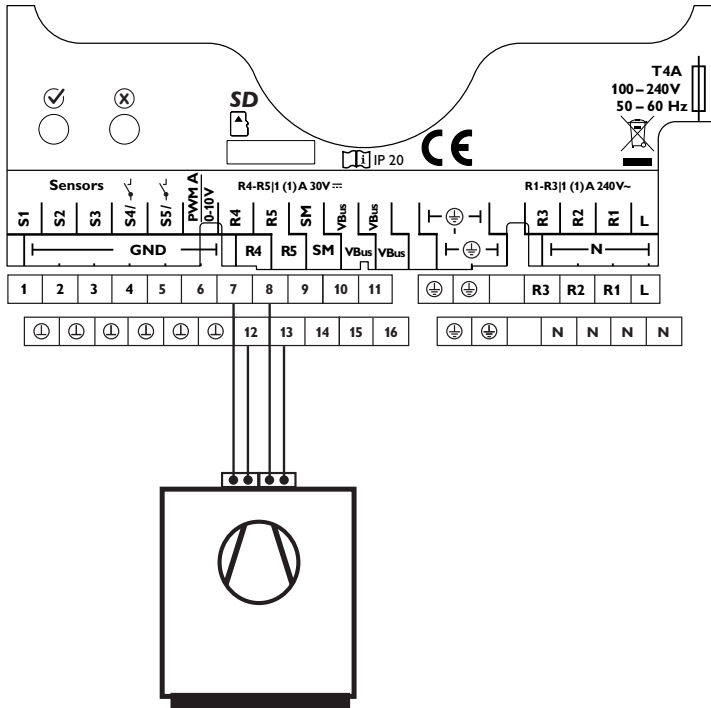 T4A
100 – 240V
50 – 60 Hz
SD
i IP 20
CE
Sensors
R4-R5|1 (1) A 30V
R1-R3|1 (1) A 240V~
S1 S2 S3 S4/ S5/ PWM A 0-10V R4 R5 SM VBus VBus R3 R2 R1 L
GND R4 R5 SM VBus VBus N
1 2 3 4 5 6 7 8 9 10 11 R3 R2 R1 L
12 13 14 15 16 N N N N